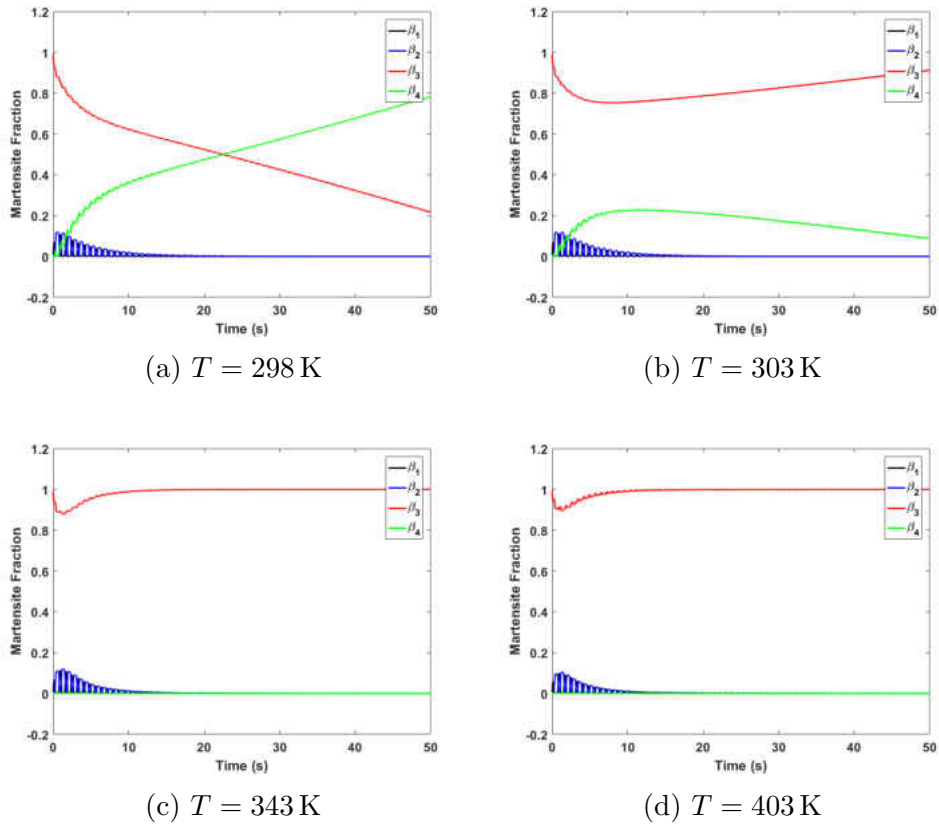 1.2
1
0.8
0.6
0.4
0.2
0
-0.2
Martensite Fraction
0 10 20 30 40 50
Time (s)
β1
β2
β3
β4
(a) T = 298 K
1.2
1
0.8
0.6
0.4
0.2
0
-0.2
Martensite Fraction
0 10 20 30 40 50
Time (s)
β1
β2
β3
β4
(b) T = 303 K
1.2
1
0.8
0.6
0.4
0.2
0
-0.2
Martensite Fraction
0 10 20 30 40 50
Time (s)
β1
β2
β3
β4
(c) T = 343 K
1.2
1
0.8
0.6
0.4
0.2
0
-0.2
Martensite Fraction
0 10 20 30 40 50
Time (s)
β1
β2
β3
β4
(d) T = 403 K